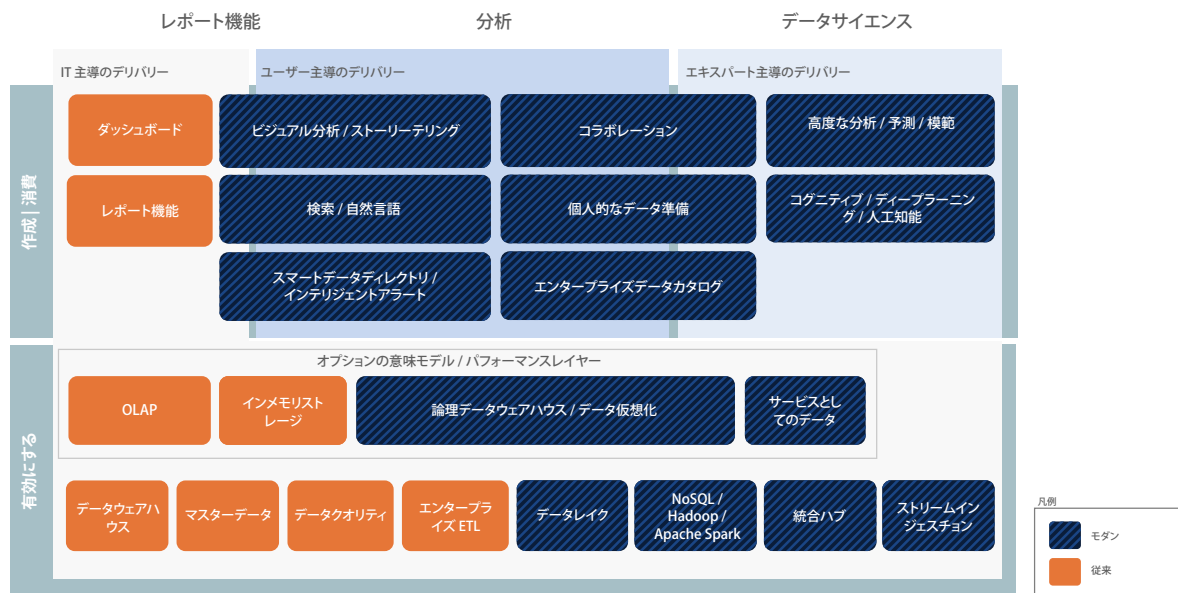 レポート機能
分析
データサイエンス
IT 主導のデリバリー
ユーザー主導のデリバリー
エキスパート主導のデリバリー
作成 | 消費
ダッシュボード
ビジュアル分析 / ストーリーテリング
コラボレーション
高度な分析 / 予測 / 模範
レポート機能
検索 / 自然言語
個人的なデータ準備
コグニティブ / ディープラーニン
グ / 人工知能
スマートデータディレクトリ /
インテリジェントアラート
エンタープライズデータカタログ
有効にする
オプションの意味モデル / パフォーマンスレイヤー
OLAP
インメモリスト
レージ
論理データウェアハウス / データ仮想化
サービスとし
てのデータ
データウェアハ
ウス
マスターデータ
データクオリティ
エンタープラ
イズ ETL
データレイク
NoSQL /
Hadoop /
Apache Spark
統合ハブ
ストリームイン
ジェスチョン
凡例
モダン
従来